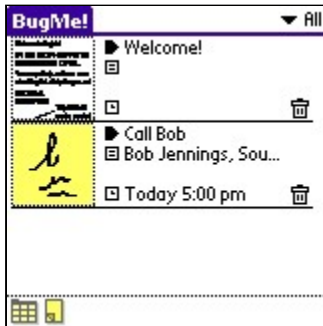 BugMe!
All
Welcome!
Call Bob
Bob Jennings, Sou...
Today 5:00 pm